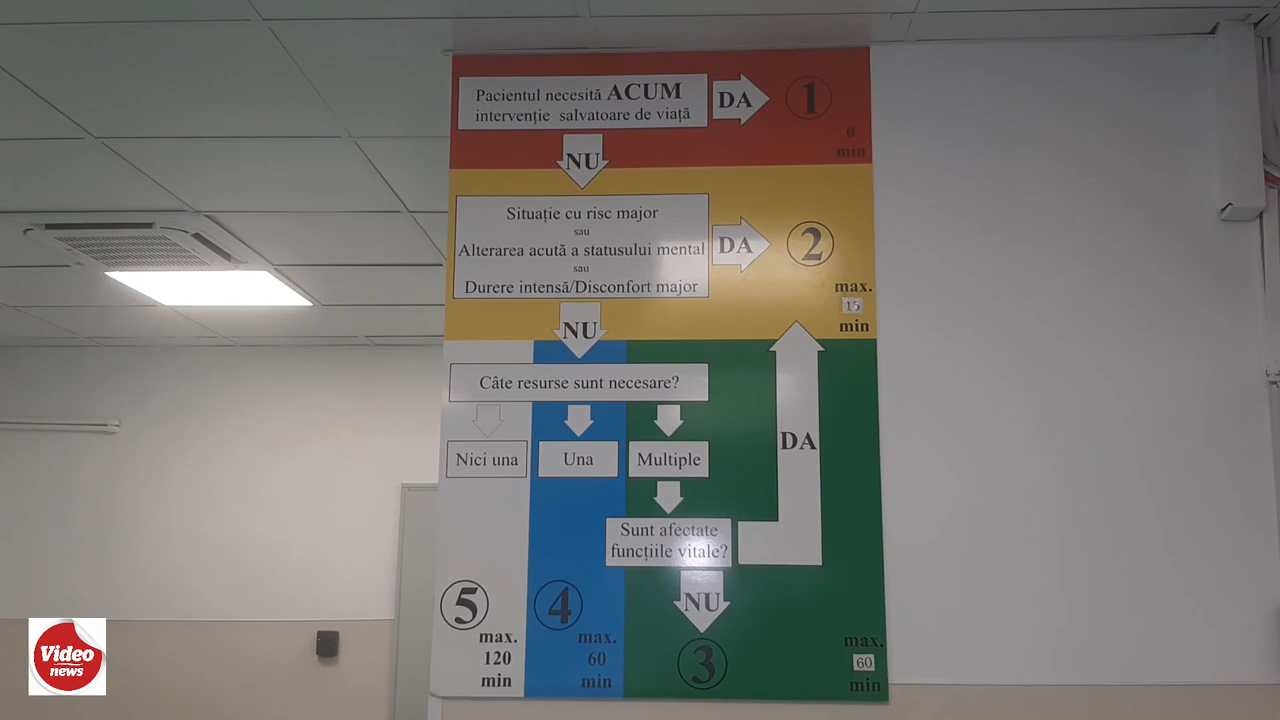 Pacientul necesită ACUM
intervenție salvatoare de viață
DA
1
0
min
NU
Situație cu risc major
sau
Alterarea acută a statusului mental
sau
Durere intensă/Disconfort major
DA
2
max.
15
min
NU
Câte resurse sunt necesare?
Nici una
Una
Multiple
DA
Sunt afectate
funcțiile vitale?
NU
5
max.
120
min
4
max.
60
min
3
max.
60
min
Video
news